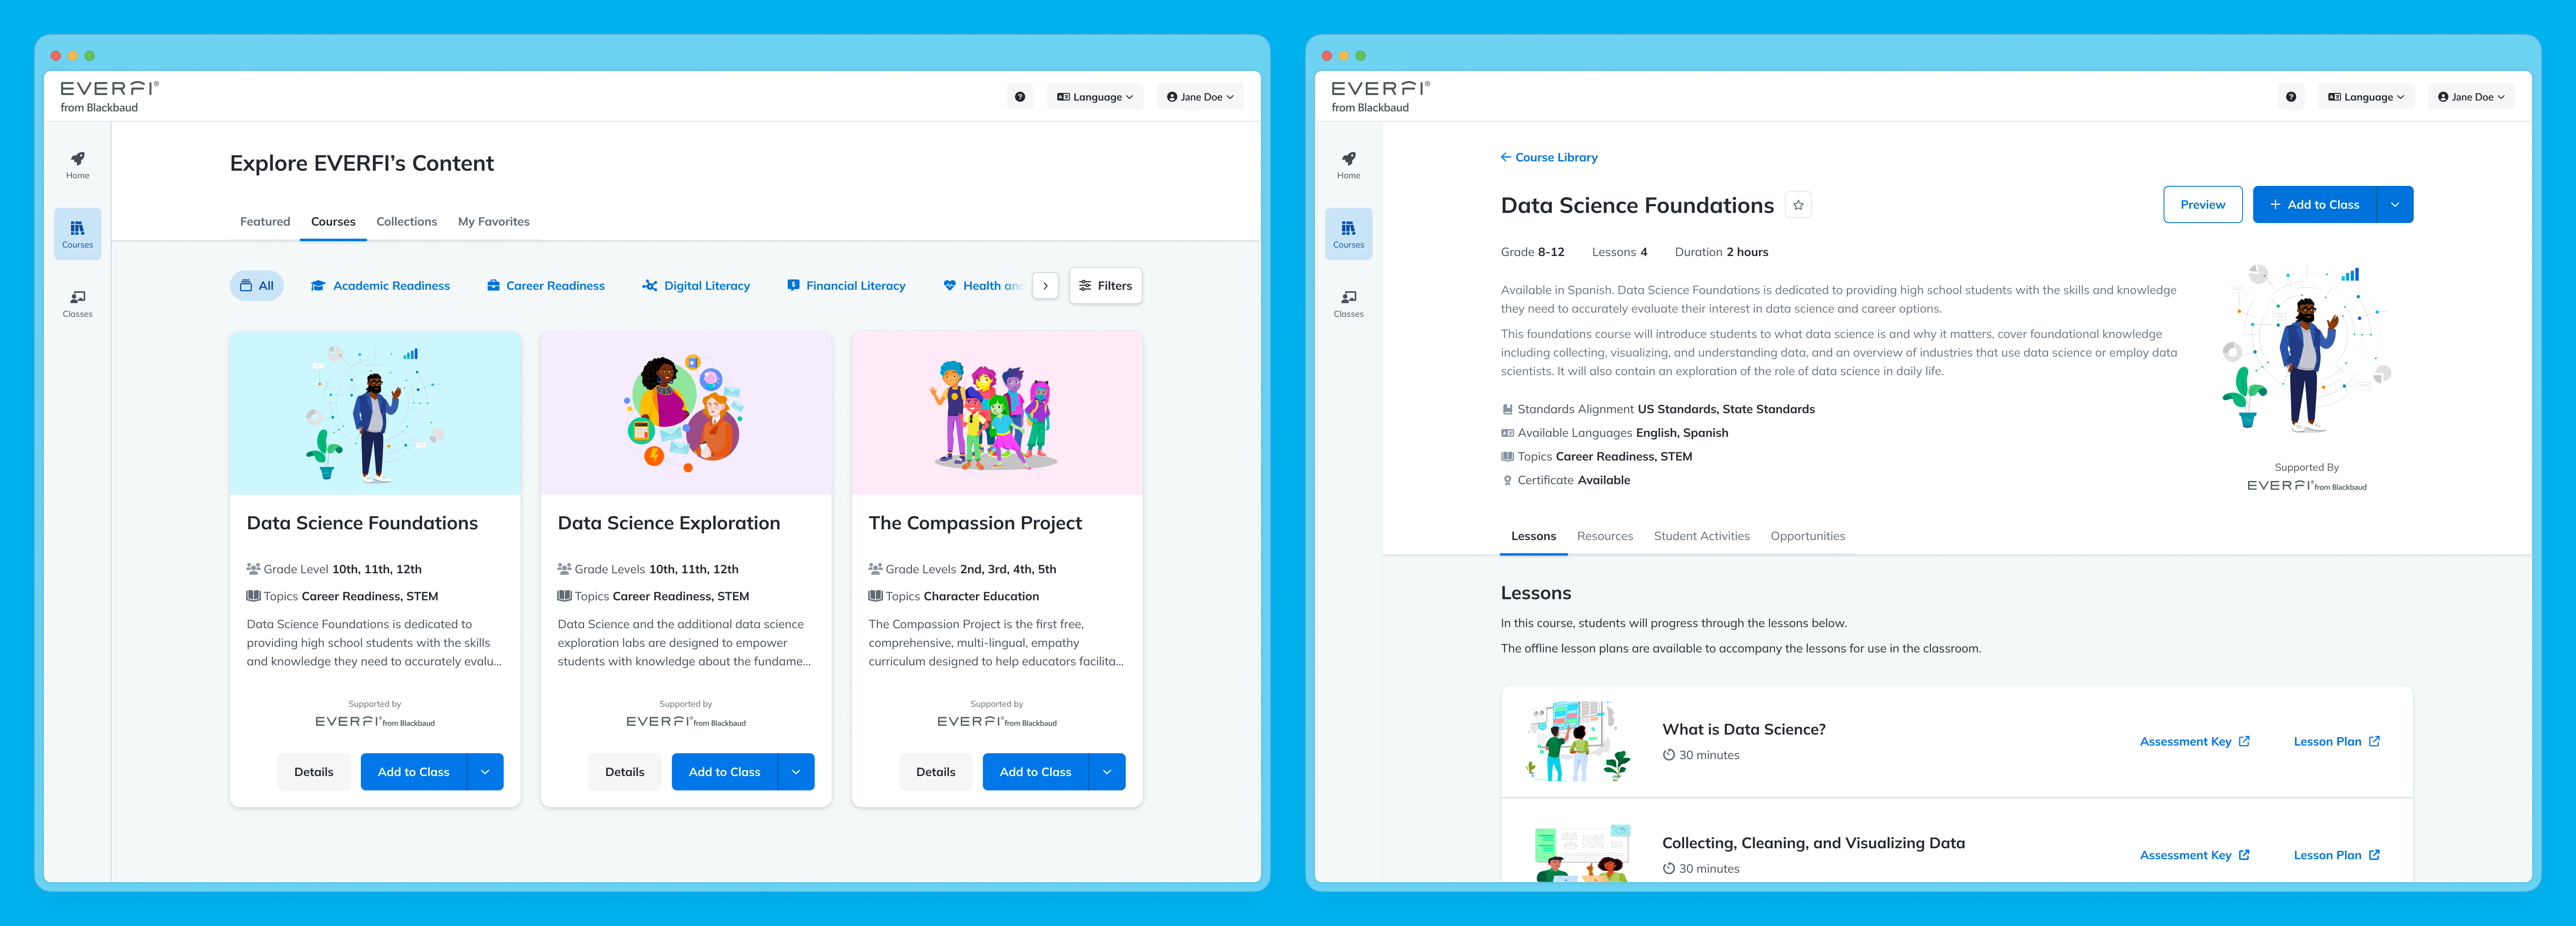 EVERFI®
from Blackbaud
Language
Jane Doe
Home
Courses
Classes
Explore EVERFI’s Content
Featured
Courses
Collections
My Favorites
All
Academic Readiness
Career Readiness
Digital Literacy
Financial Literacy
Health and
Filters
Data Science Foundations
Grade Level 10th, 11th, 12th
Topics Career Readiness, STEM
Data Science Foundations is dedicated to
providing high school students with the skills
and knowledge they need to accurately evalu...
Supported by
EVERFI® from Blackbaud
Details
Add to Class
Data Science Exploration
Grade Levels 10th, 11th, 12th
Topics Career Readiness, STEM
Data Science and the additional data science
exploration labs are designed to empower
students with knowledge about the fundame...
Supported by
EVERFI® from Blackbaud
Details
Add to Class
The Compassion Project
Grade Levels 2nd, 3rd, 4th, 5th
Topics Character Education
The Compassion Project is the first free,
comprehensive, multi-lingual, empathy
curriculum designed to help educators facilita...
Supported by
EVERFI® from Blackbaud
Details
Add to Class
EVERFI®
from Blackbaud
Language
Jane Doe
Home
Courses
Classes
Course Library
Data Science Foundations
Preview
+ Add to Class
Grade 8-12
Lessons 4
Duration 2 hours
Available in Spanish. Data Science Foundations is dedicated to providing high school students with the skills and knowledge
they need to accurately evaluate their interest in data science and career options.
This foundations course will introduce students to what data science is and why it matters, cover foundational knowledge
including collecting, visualizing, and understanding data, and an overview of industries that use data science or employ data
scientists. It will also contain an exploration of the role of data science in daily life.
Standards Alignment US Standards, State Standards
Available Languages English, Spanish
Topics Career Readiness, STEM
Certificate Available
Supported By
EVERFI® from Blackbaud
Lessons
Resources
Student Activities
Opportunities
Lessons
In this course, students will progress through the lessons below.
The offline lesson plans are available to accompany the lessons for use in the classroom.
What is Data Science?
30 minutes
Assessment Key
Lesson Plan
Collecting, Cleaning, and Visualizing Data
30 minutes
Assessment Key
Lesson Plan